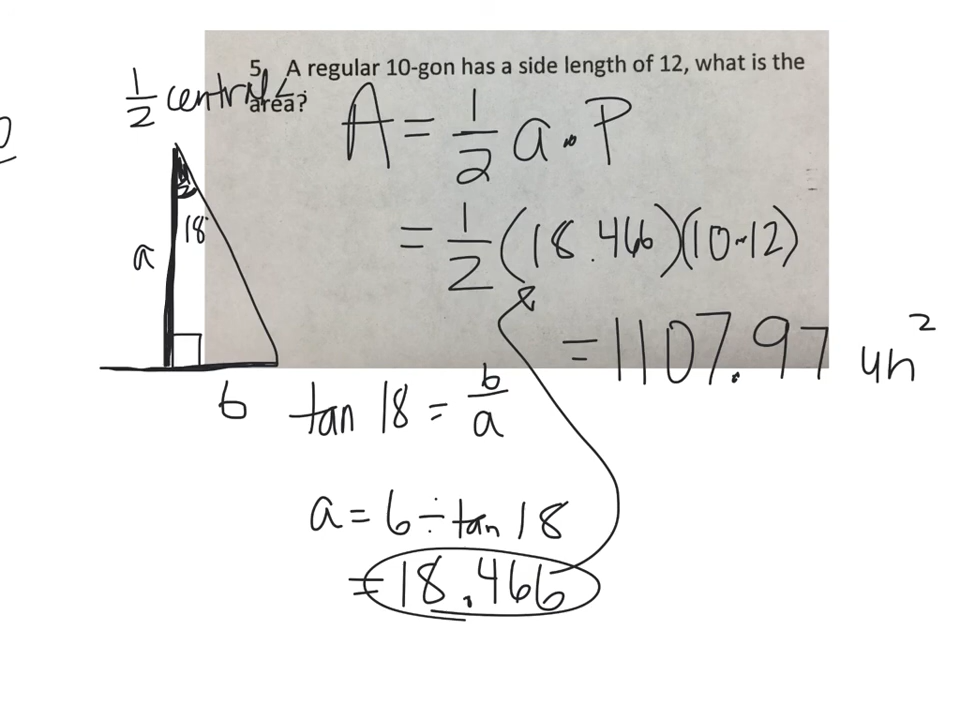 5. A regular 10-gon has a side length of 12, what is the
area?
1/2 central ∠
A = 1/2 a · P
= 1/2 (18.466)(10·12)
= 1107.97 un²
a
18°
6
tan 18 = 6/a
a = 6 ÷ tan 18
= 18.466